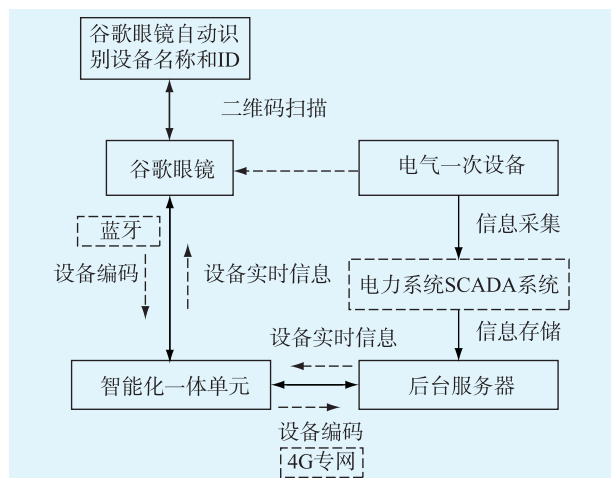 谷歌眼镜自动识
别设备名称和ID
二维码扫描
谷歌眼镜
电气一次设备
蓝牙
信息采集
设备编码
设备实时信息
电力系统SCADA系统
设备实时信息
信息存储
智能化一体单元
后台服务器
设备编码
4G专网